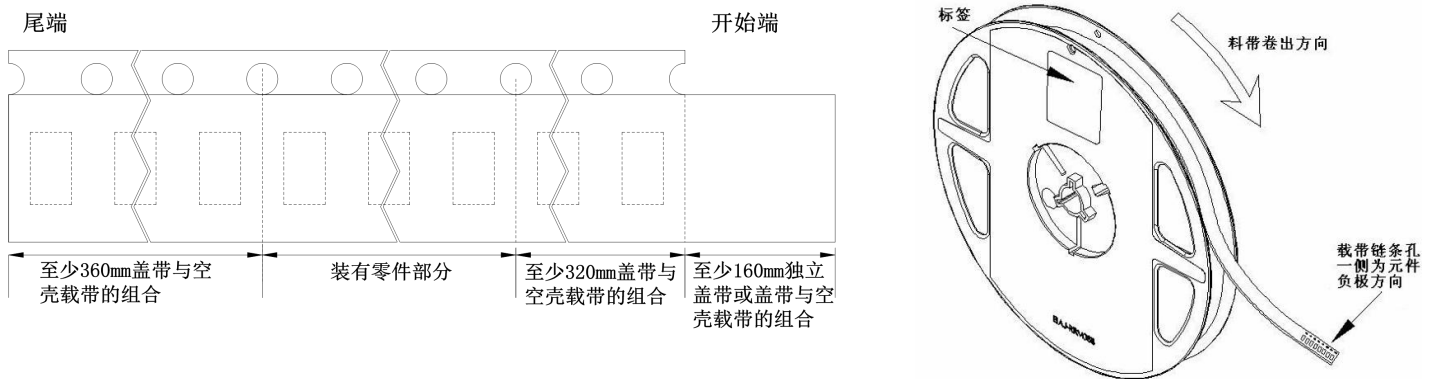 尾端
开始端
至少360mm盖带与空
壳载带的组合
装有零件部分
至少320mm盖带与
空壳载带的组合
至少160mm独立
盖带或盖带与空
壳载带的组合
标签
料带卷出方向
载带链条孔
一侧为元件
负极方向